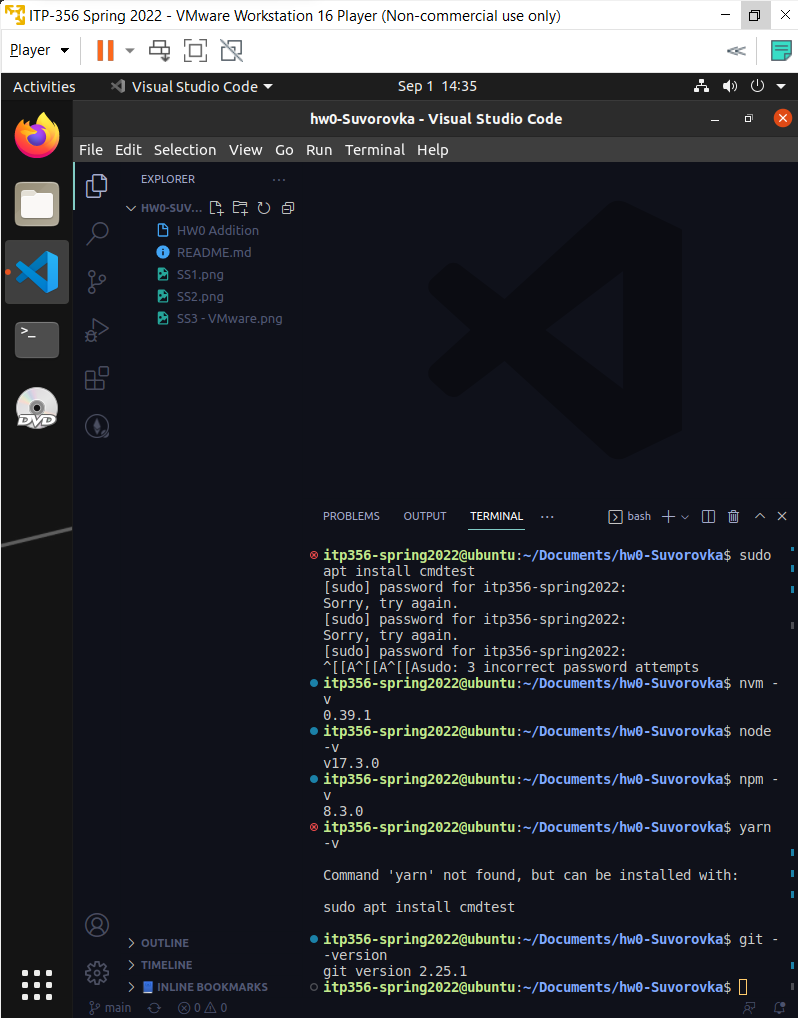 ITP-356 Spring 2022 - VMware Workstation 16 Player (Non-commercial use only)
Player
Activities
Visual Studio Code
Sep 1 14:35
hw0-Suvorovka - Visual Studio Code
File Edit Selection View Go Run Terminal Help
EXPLORER
HW0-SUV...
HW0 Addition
README.md
SS1.png
SS2.png
SS3 - VMware.png
DVD
PROBLEMS OUTPUT TERMINAL ...
bash
itp356-spring2022@ubuntu:~/Documents/hw0-Suvorovka$ sudo
apt install cmdtest
[sudo] password for itp356-spring2022:
Sorry, try again.
[sudo] password for itp356-spring2022:
Sorry, try again.
[sudo] password for itp356-spring2022:
^[[A^[[A^[[Asudo: 3 incorrect password attempts
itp356-spring2022@ubuntu:~/Documents/hw0-Suvorovka$ nvm -
v
0.39.1
itp356-spring2022@ubuntu:~/Documents/hw0-Suvorovka$ node
-v
v17.3.0
itp356-spring2022@ubuntu:~/Documents/hw0-Suvorovka$ npm -
v
8.3.0
itp356-spring2022@ubuntu:~/Documents/hw0-Suvorovka$ yarn
-v
Command 'yarn' not found, but can be installed with:
sudo apt install cmdtest
itp356-spring2022@ubuntu:~/Documents/hw0-Suvorovka$ git -
-version
git version 2.25.1
itp356-spring2022@ubuntu:~/Documents/hw0-Suvorovka$
OUTLINE
TIMELINE
INLINE BOOKMARKS
main
0 0